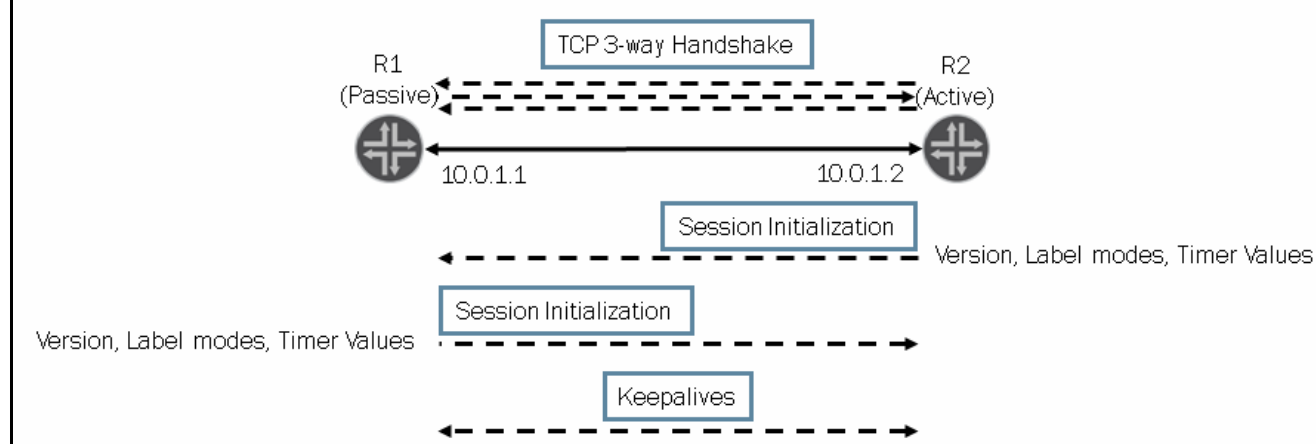 TCP 3-way Handshake
R1
(Passive)
R2
(Active)
10.0.1.1
10.0.1.2
Session Initialization
Version, Label modes, Timer Values
Session Initialization
Version, Label modes, Timer Values
Keepalives